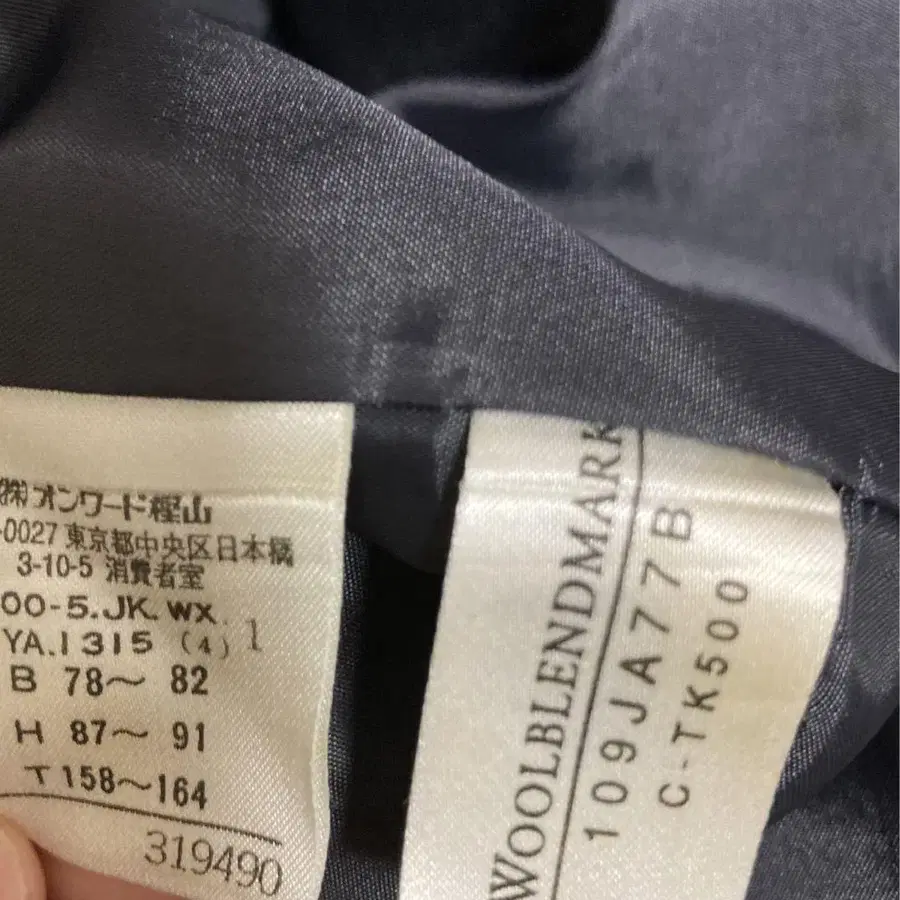 (株)オンワード樫山
-0027 東京都中央区日本橋
3-10-5 消費者室
00-5.JK.WX.
YA.1315 (4) 1
B 78～ 82
H 87～ 91
T 158～164
319490
WOOLBLENDMARK
109JA77B
C-TK500